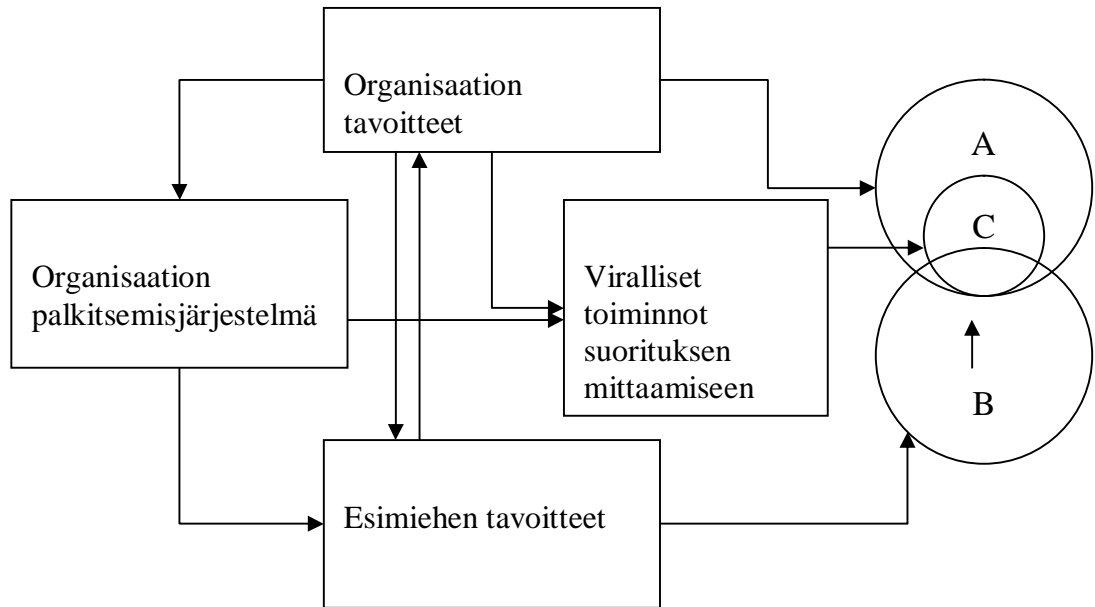 Organisaation
tavoitteet
A
C
Organisaation
palkitsemisjärjestelmä
Viralliset
toiminnot
suorituksen
mittaamiseen
B
Esimiehen tavoitteet